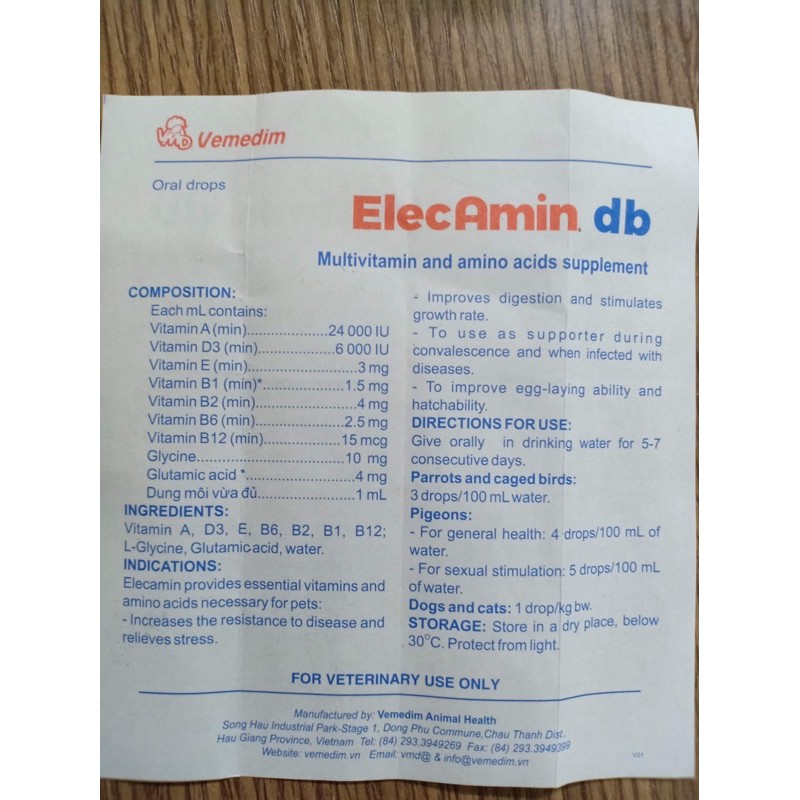 VMD Vemedim
Oral drops
ElecAmin db
Multivitamin and amino acids supplement
COMPOSITION:
Each mL contains:
Vitamin A (min)....................24 000 IU
Vitamin D3 (min)...................6 000 IU
Vitamin E (min)...........................3 mg
Vitamin B1 (min)*.....................1.5 mg
Vitamin B2 (min).........................4 mg
Vitamin B6 (min)......................2.5 mg
Vitamin B12 (min)...................15 mcg
Glycine....................................10 mg
Glutamic acid *...........................4 mg
Dung môi vừa đủ........................1 mL
INGREDIENTS:
Vitamin A, D3, E, B6, B2, B1, B12;
L-Glycine, Glutamic acid, water.
INDICATIONS:
Elecamin provides essential vitamins and
amino acids necessary for pets:
- Increases the resistance to disease and
relieves stress.
- Improves digestion and stimulates
growth rate.
- To use as supporter during
convalescence and when infected with
diseases.
- To improve egg-laying ability and
hatchability.
DIRECTIONS FOR USE:
Give orally in drinking water for 5-7
consecutive days.
Parrots and caged birds:
3 drops/100 mL water.
Pigeons:
- For general health: 4 drops/100 mL of
water.
- For sexual stimulation: 5 drops/100 mL
of water.
Dogs and cats: 1 drop/kg bw.
STORAGE: Store in a dry place, below
30°C. Protect from light.
FOR VETERINARY USE ONLY
Manufactured by: Vemedim Animal Health
Song Hau Industrial Park-Stage 1, Dong Phu Commune, Chau Thanh Dist.,
Hau Giang Province, Vietnam Tel: (84) 293.3949269 Fax: (84) 293.3949399
Website: vemedim.vn Email: vmd@ & info@vemedim.vn
V01